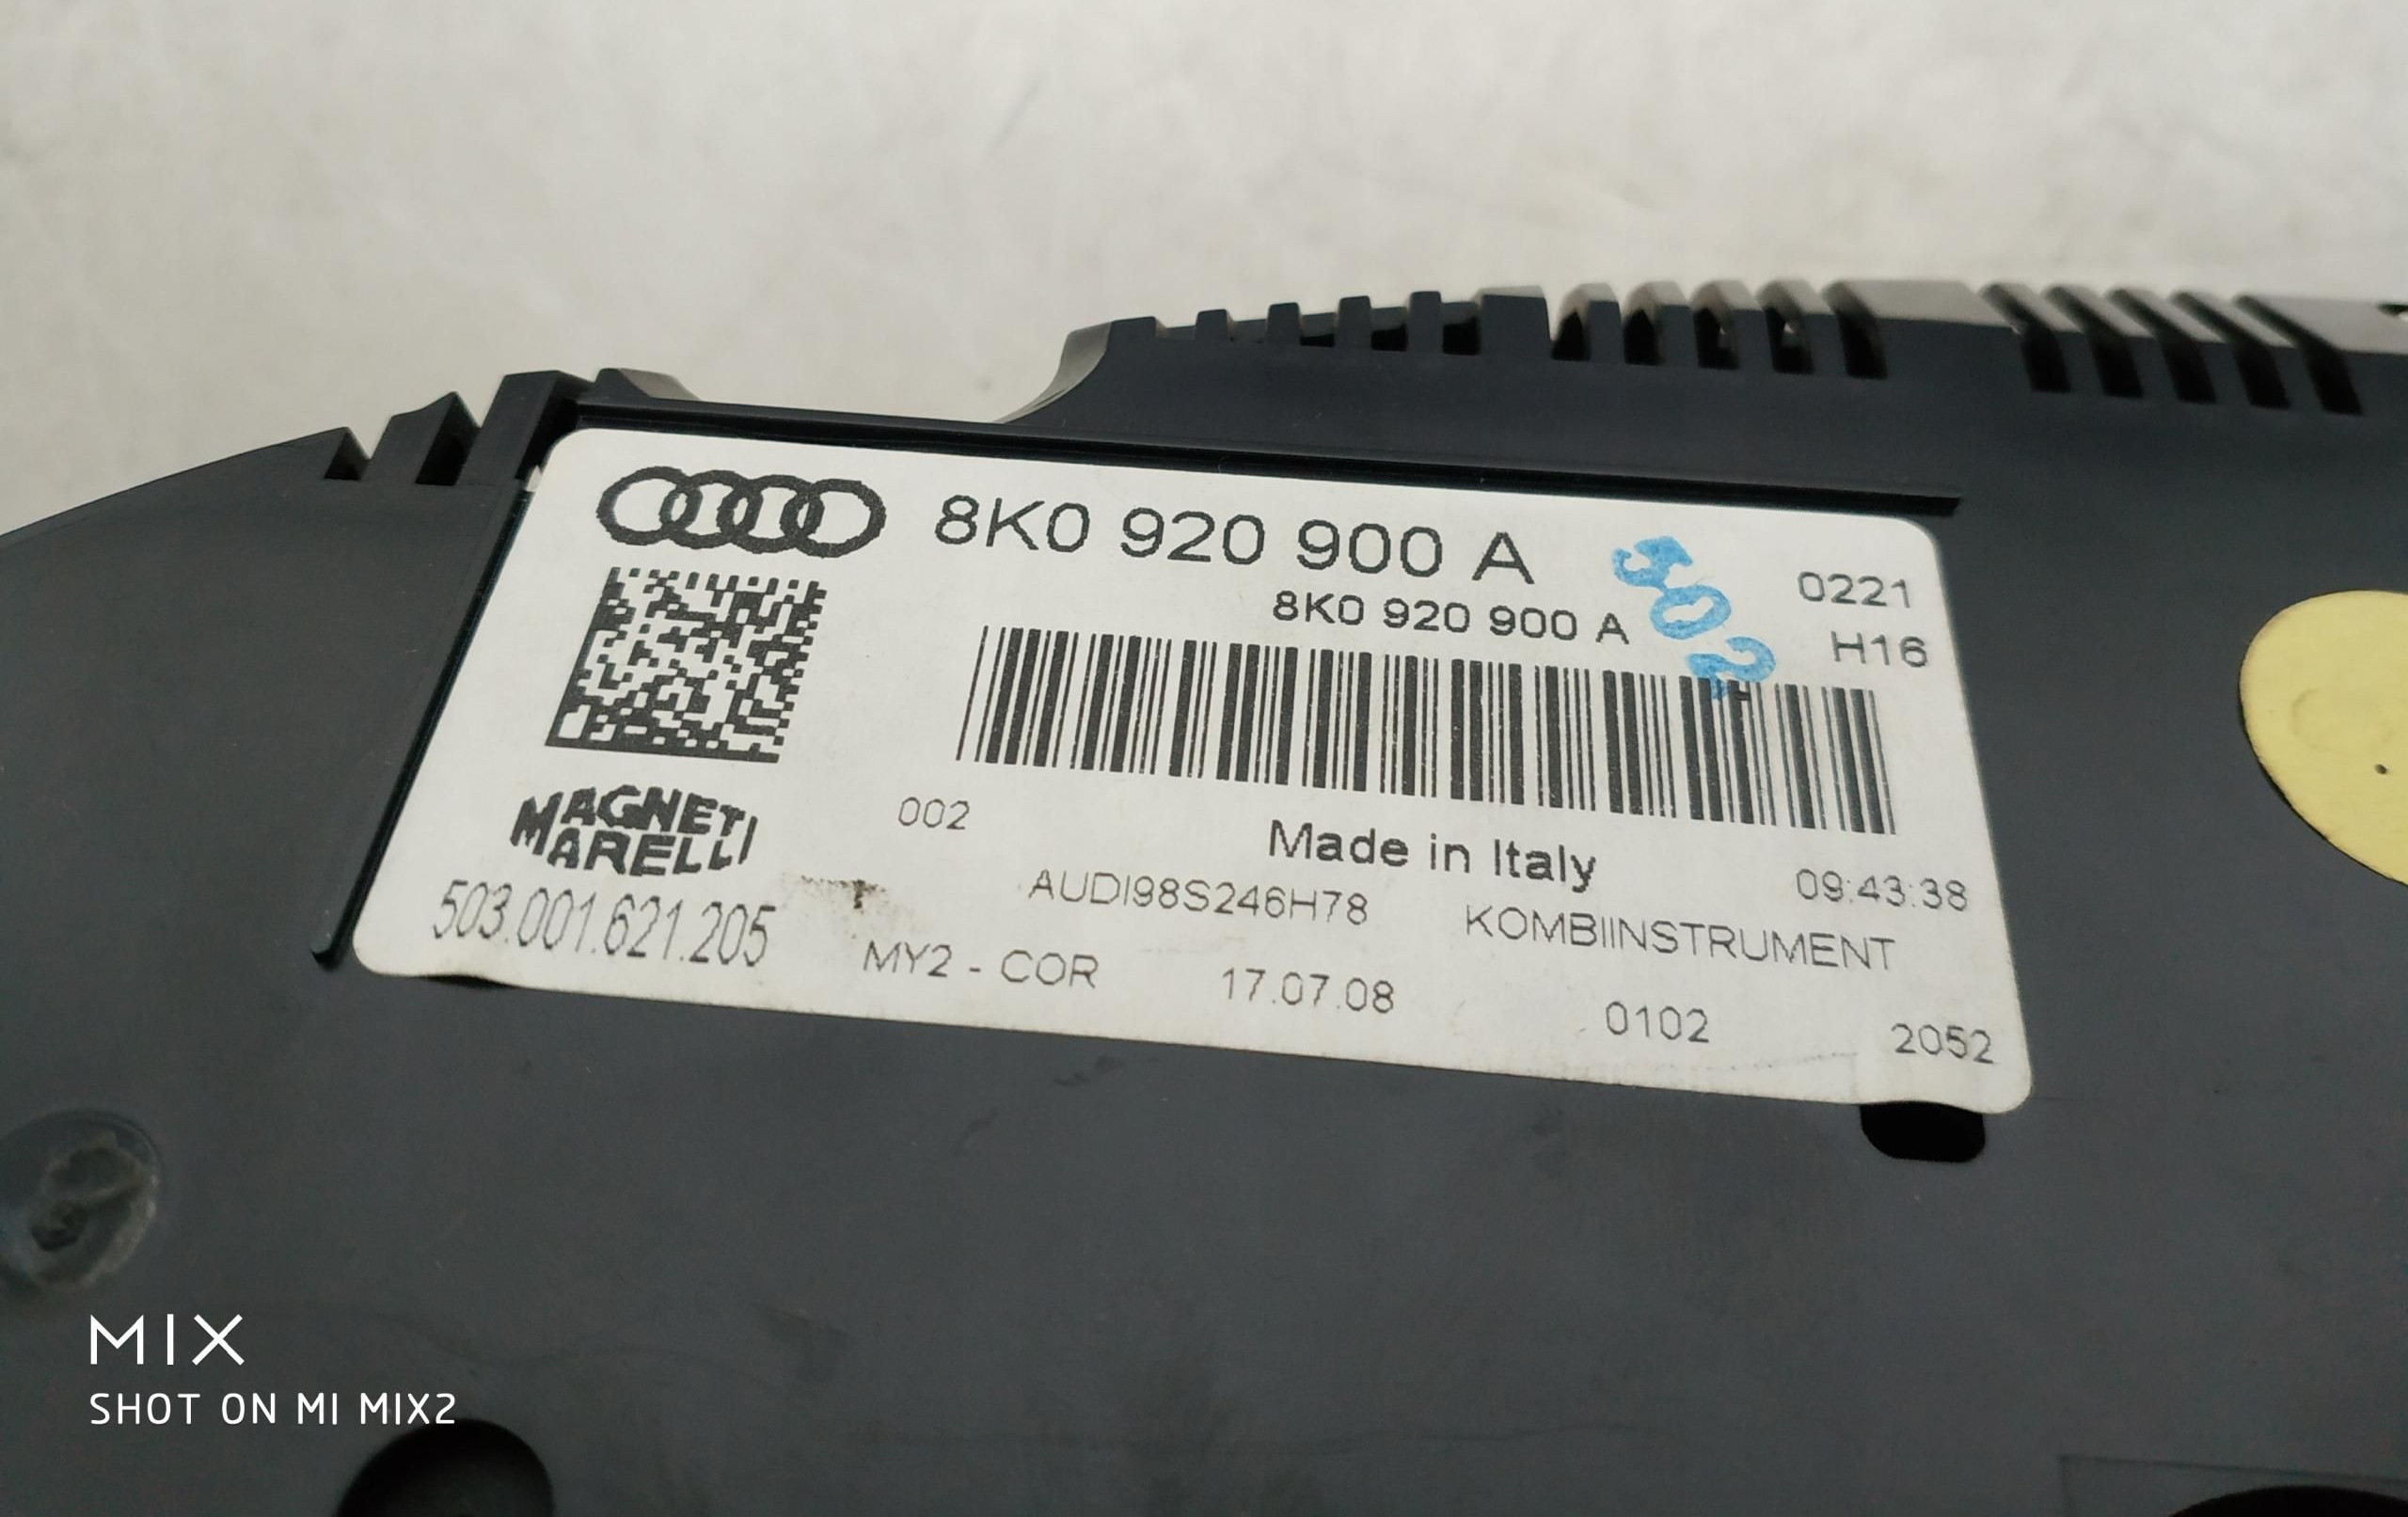 8K0 920 900 A
502
0221
8K0 920 900 A
H16
MAGNETI
MARELLI
002
Made in Italy
09:43:38
503.001.621.205
AUDI98S246H78
KOMBIINSTRUMENT
MY2 - COR
17.07.08
0102
2052
MIX
SHOT ON MI MIX2